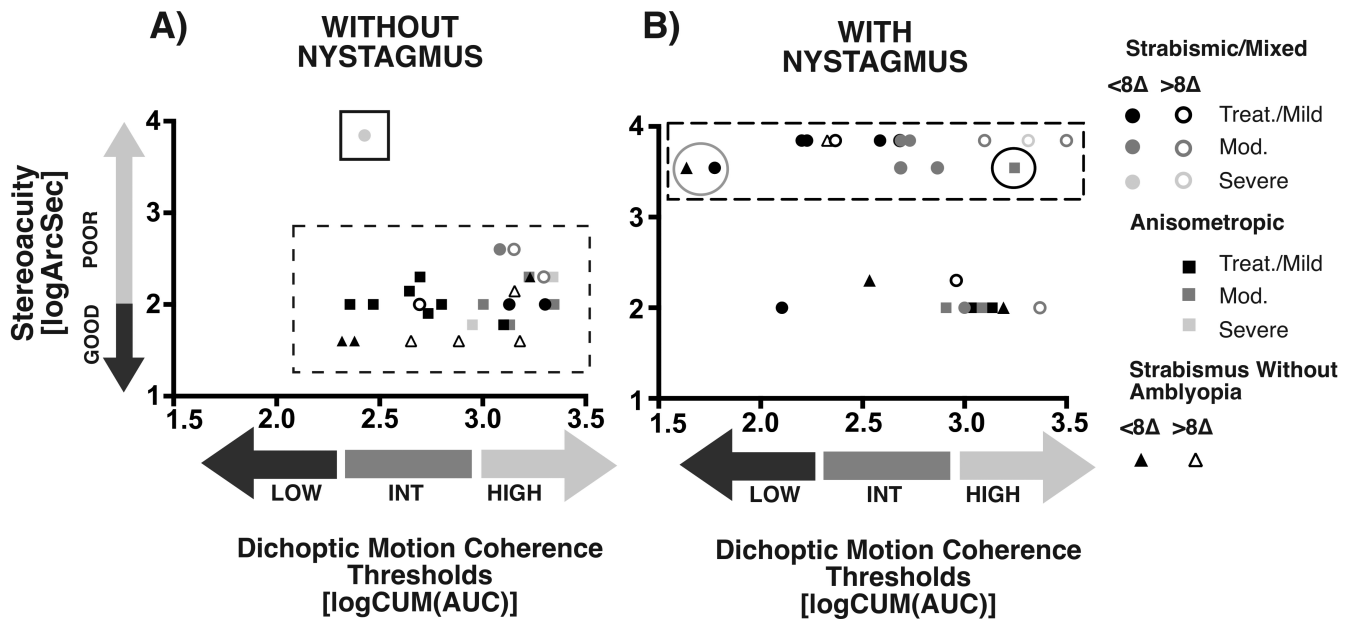 A)
WITHOUT
NYSTAGMUS
Stereoacuity
[logArcSec]
POOR
GOOD
4
3
2
1
1.5 2.0 2.5 3.0 3.5
LOW INT HIGH
Dichoptic Motion Coherence
Thresholds
[logCUM(AUC)]
B)
WITH
NYSTAGMUS
4
3
2
1
1.5 2.0 2.5 3.0 3.5
LOW INT HIGH
Dichoptic Motion Coherence
Thresholds
[logCUM(AUC)]
Strabismic/Mixed
<8Δ >8Δ
Treat./Mild
Mod.
Severe
Anisometropic
Treat./Mild
Mod.
Severe
Strabismus Without
Amblyopia
<8Δ >8Δ